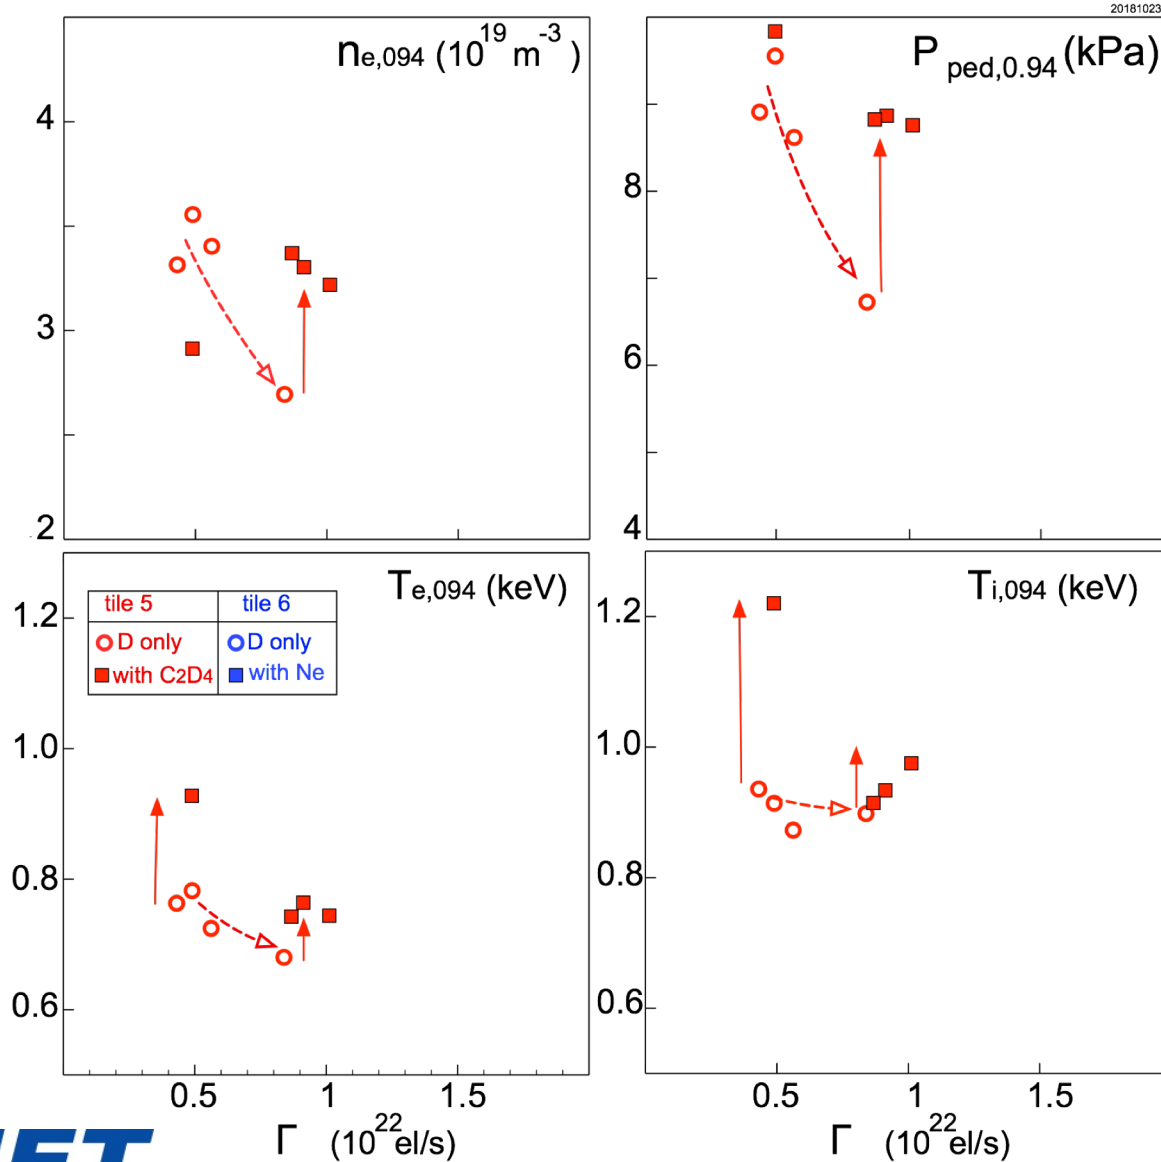 20181023
ne,094 (10^19 m^-3)
4
3
2
P ped,0.94 (kPa)
8
6
4
Te,094 (keV)
1.2
1.0
0.8
0.6
tile 5 tile 6
D only D only
with C2D4 with Ne
0.5 1 1.5
Γ (10^22 el/s)
Ti,094 (keV)
1.2
1.0
0.8
0.6
0.5 1 1.5
Γ (10^22 el/s)